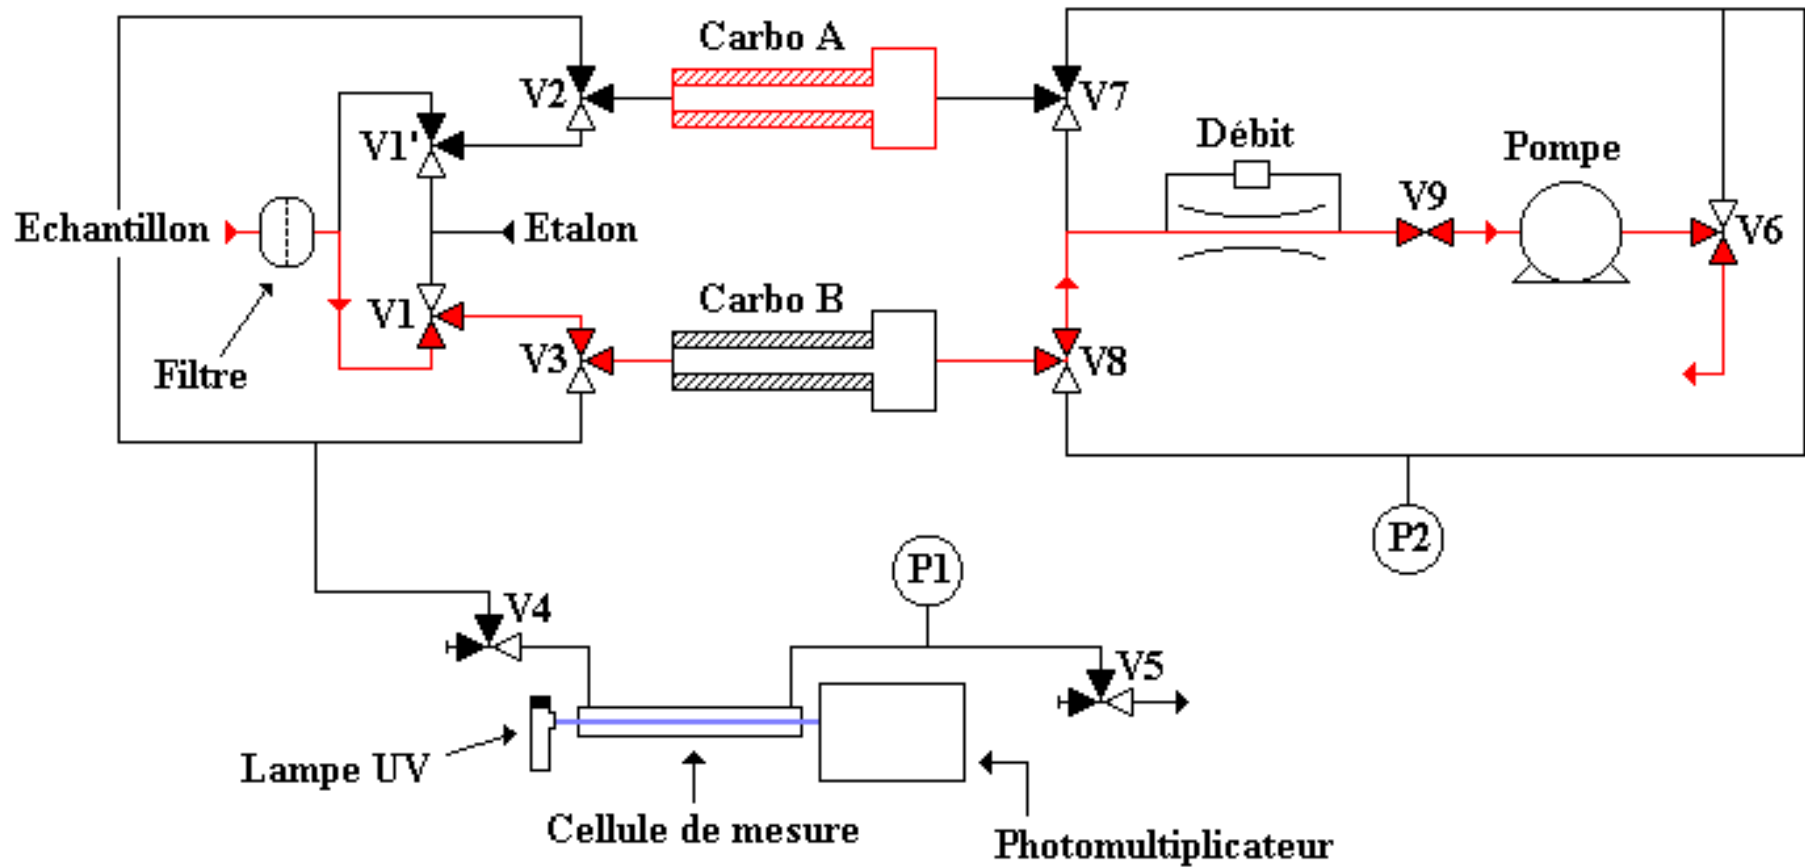 Carbo A
V2
V7
V1'
Débit
Pompe
V9
Echantillon
Etalon
V6
Carbo B
V1
V3
V8
Filtre
P2
P1
V4
V5
Lampe UV
Cellule de mesure
Photomultiplicateur